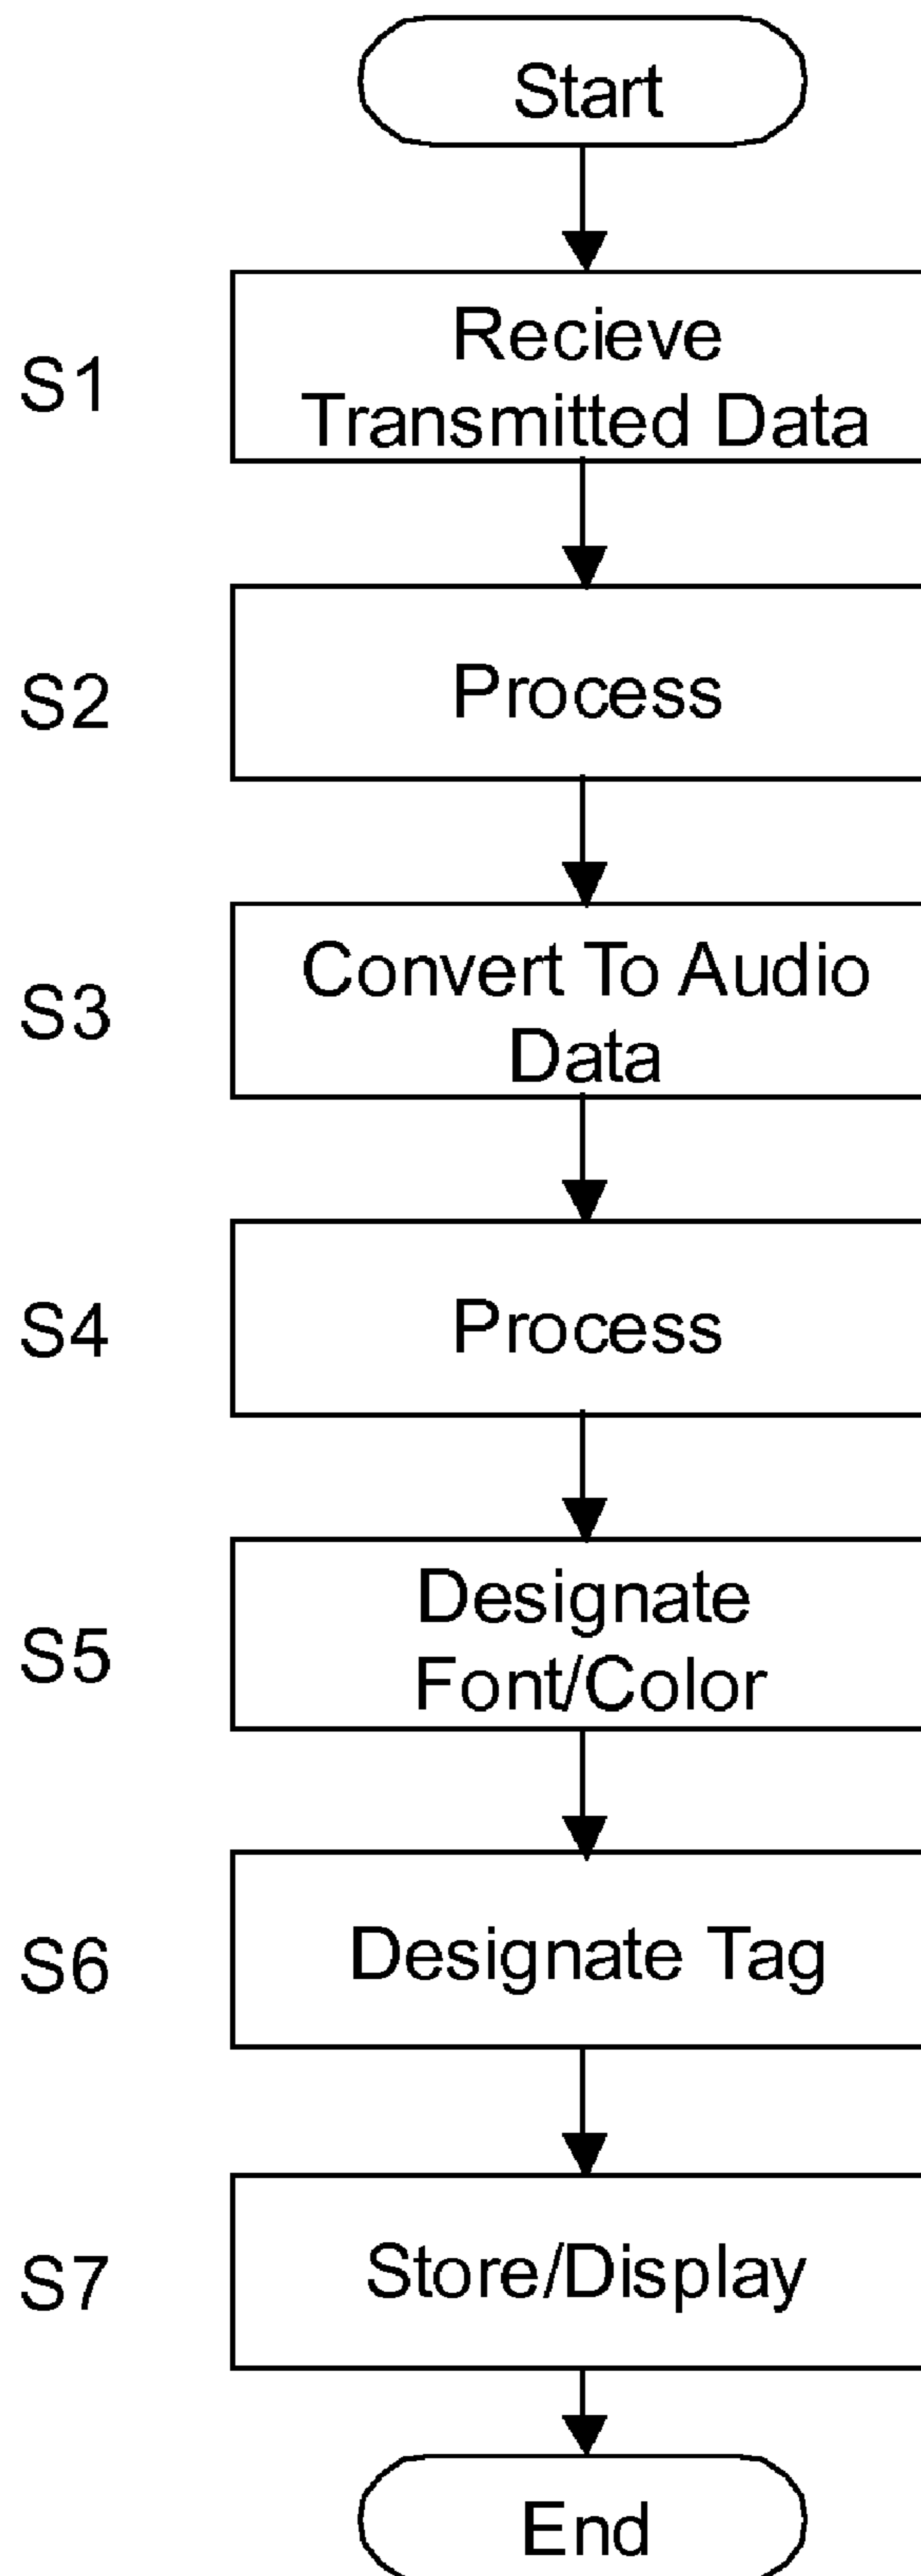 Start
S1
Recieve
Transmitted Data
S2
Process
S3
Convert To Audio
Data
S4
Process
S5
Designate
Font/Color
S6
Designate Tag
S7
Store/Display
End